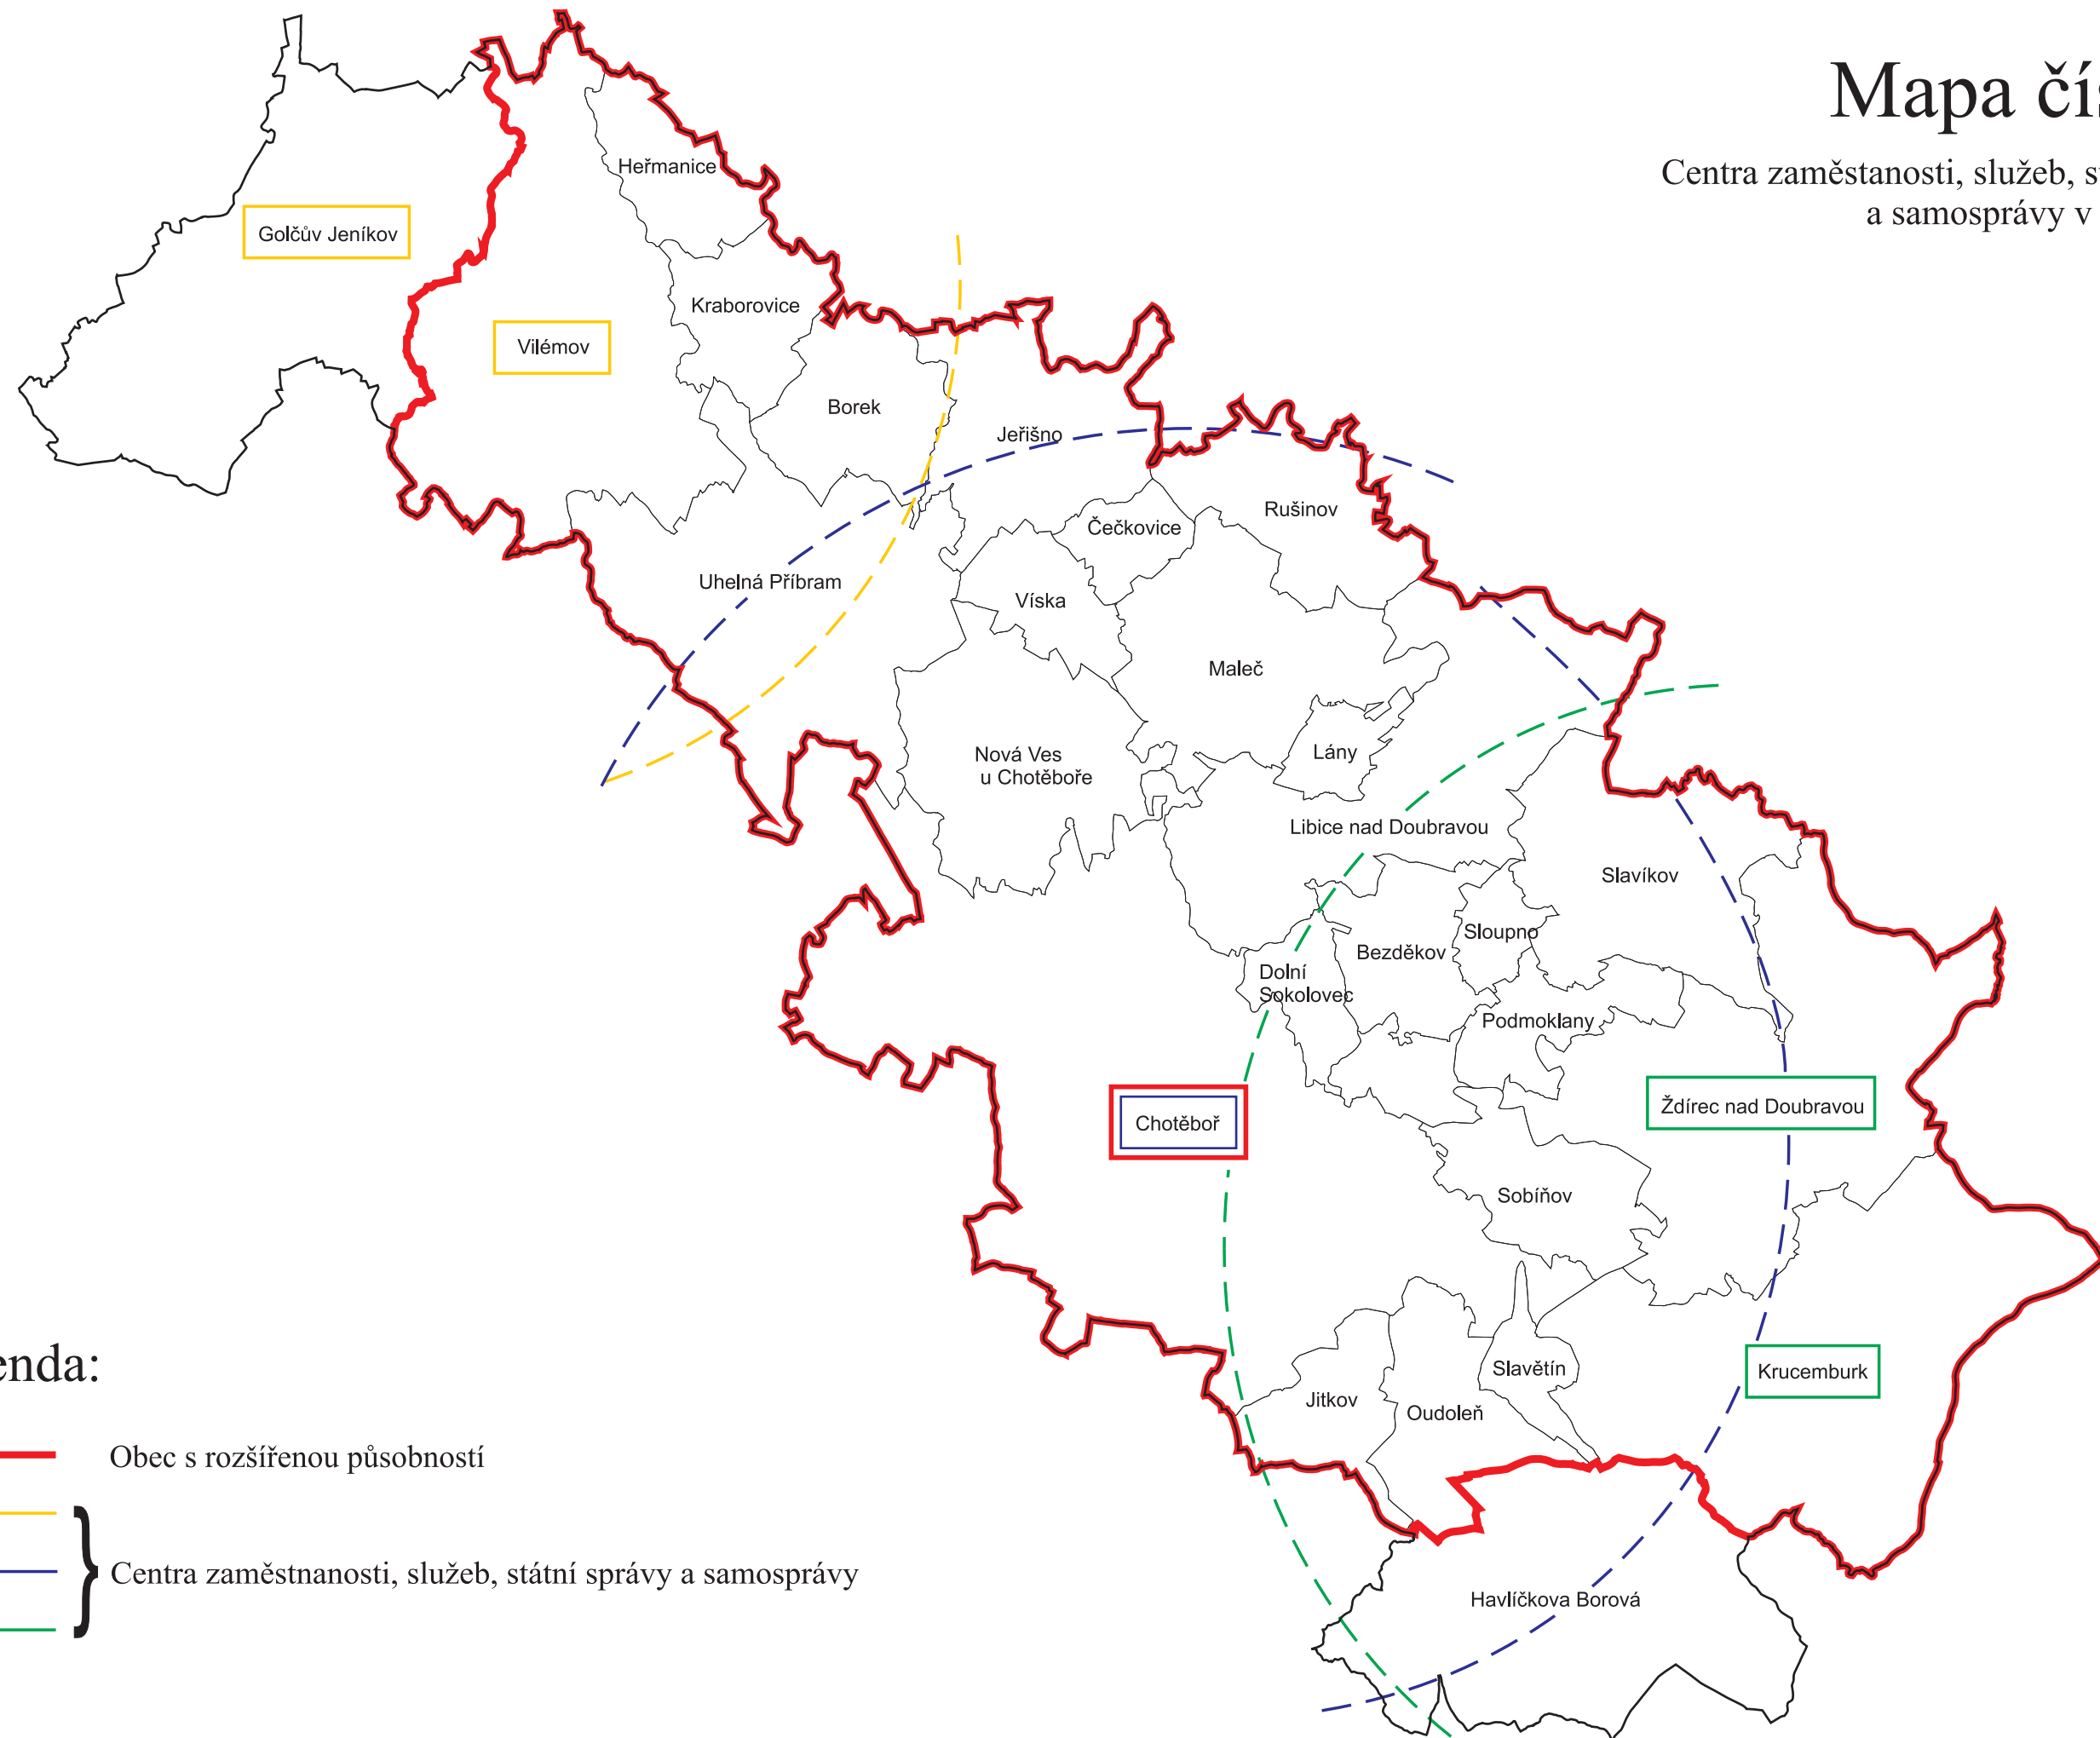 Mapa čís
Centra zaměstanosti, služeb, s
a samosprávy v
Heřmanice
Golčův Jeníkov
Kraborovice
Vilémov
Borek
Jeřišno
Rušinov
Čečkovice
Uhelná Příbram
Víska
Maleč
Lány
Nová Ves
u Chotěboře
Libice nad Doubravou
Slavíkov
Sloupno
Bezděkov
Dolní
Sokolovec
Podmoklany
Ždírec nad Doubravou
Chotěboř
Sobíňov
Slavětín
Krucemburk
Jitkov
Oudoleň
Havlíčkova Borová
enda:
Obec s rozšířenou působností
Centra zaměstnanosti, služeb, státní správy a samosprávy